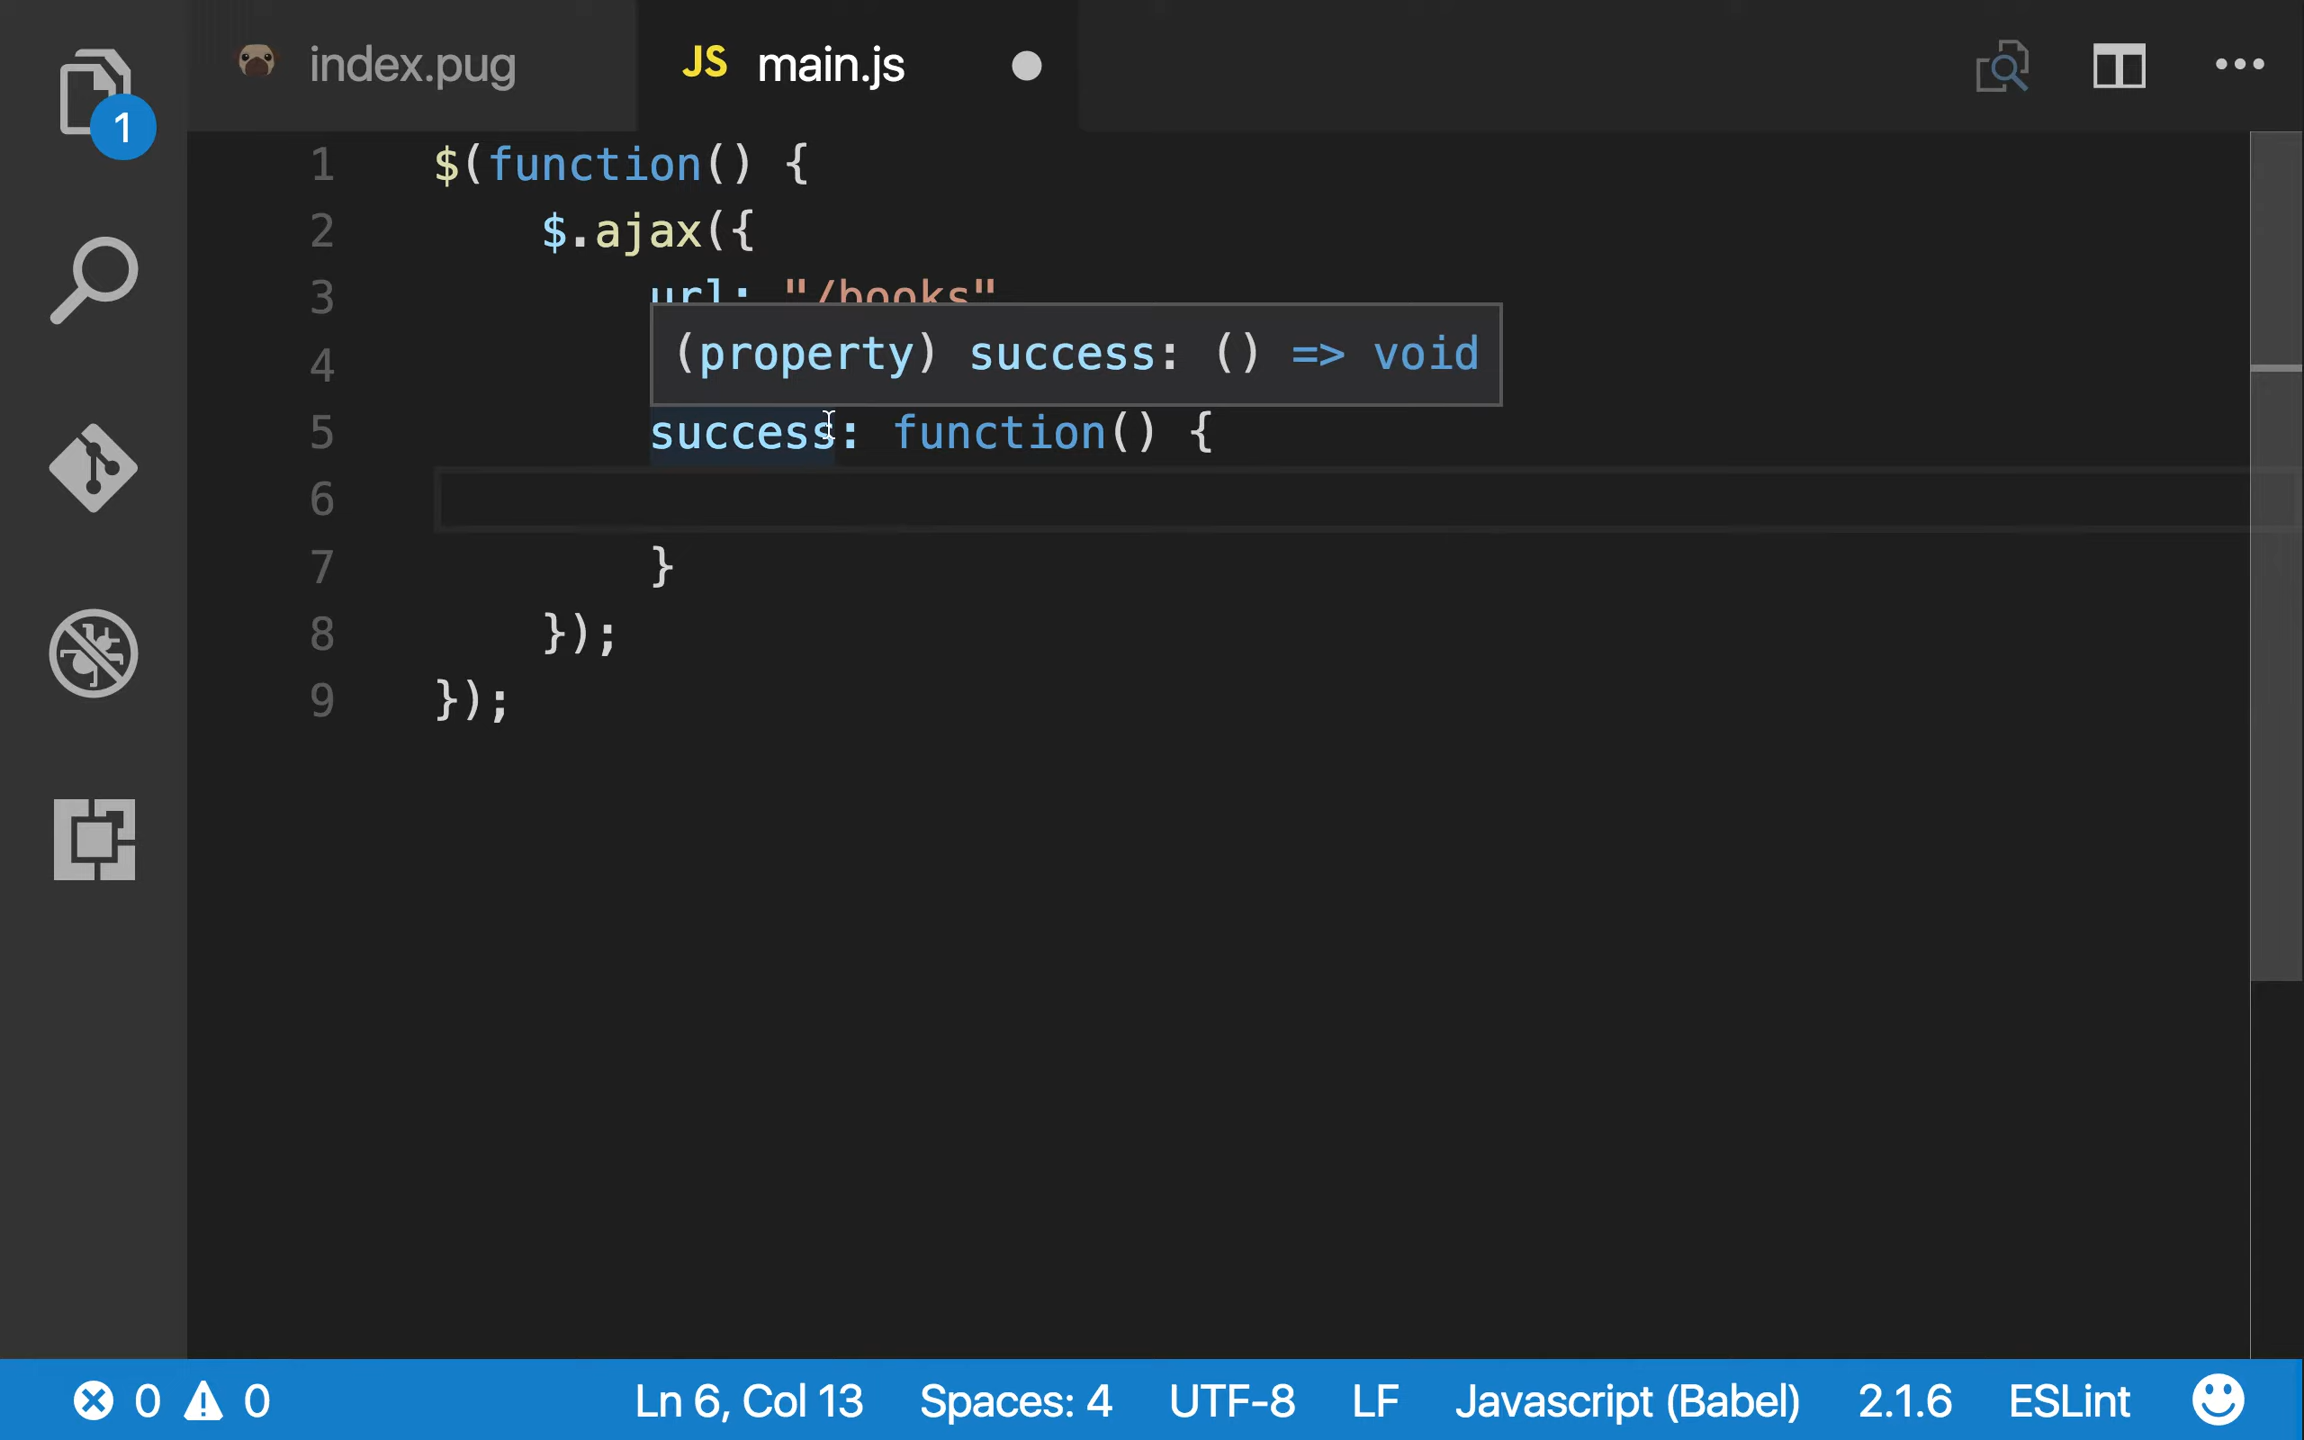 index.pug
JS main.js
1
1 $(function() {
2 $.ajax({
3 url: "/books"
4
(property) success: () => void
5 success: function() {
6
7 }
8 });
9 });
0 0 Ln 6, Col 13 Spaces: 4 UTF-8 LF Javascript (Babel) 2.1.6 ESLint